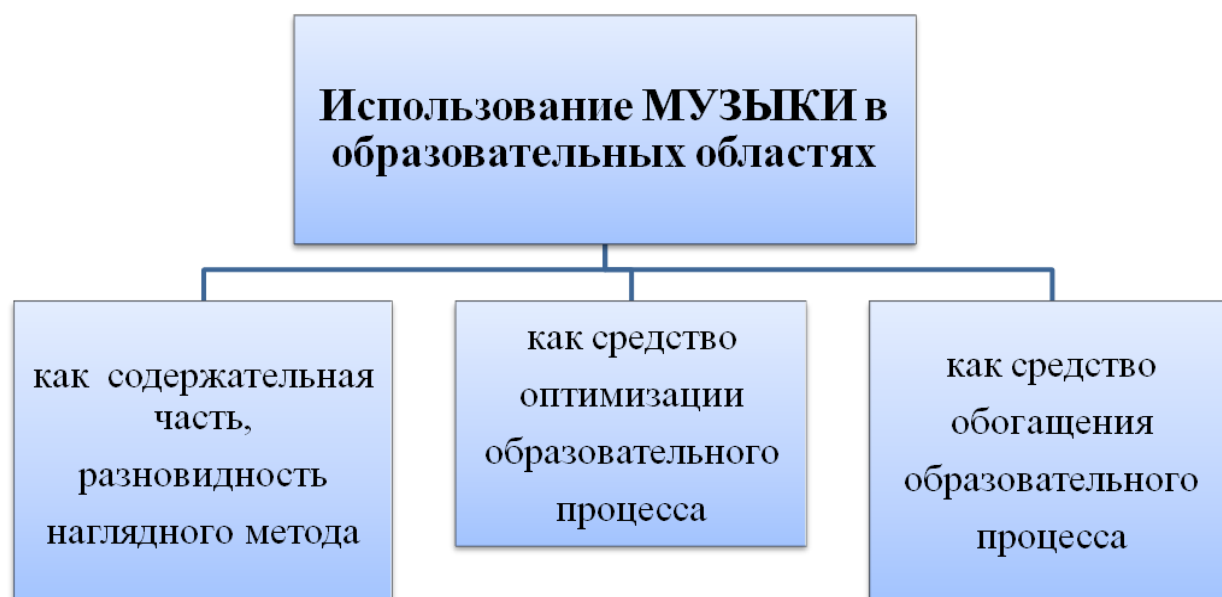 Использование МУЗЫКИ в
образовательных областях
как содержательная
часть,
разновидность
наглядного метода
как средство
оптимизации
образовательного
процесса
как средство
обогащения
образовательного
процесса